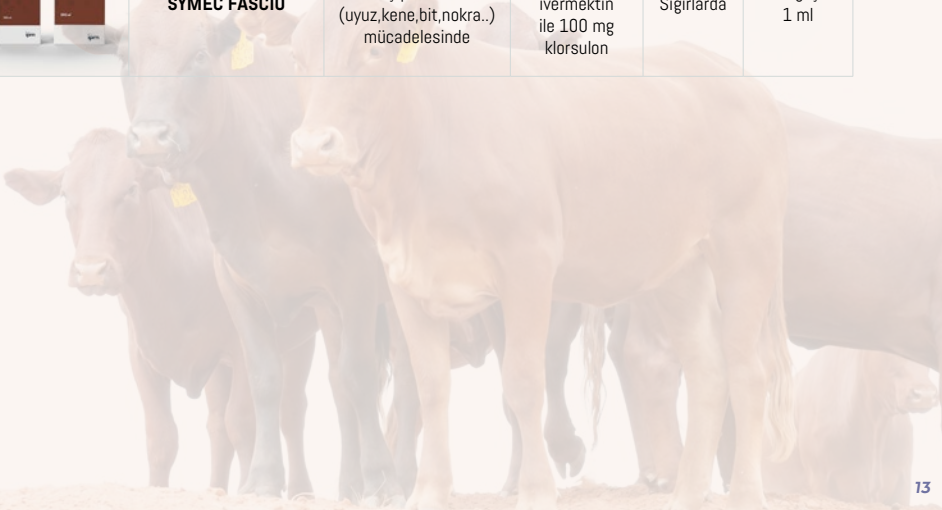 SYMEC FASCIO
(uyuz,kene,bit,nokra..)
mücadelesinde
ivermektin
ile 100 mg
klorsulon
Sığırlarda
1 ml
13